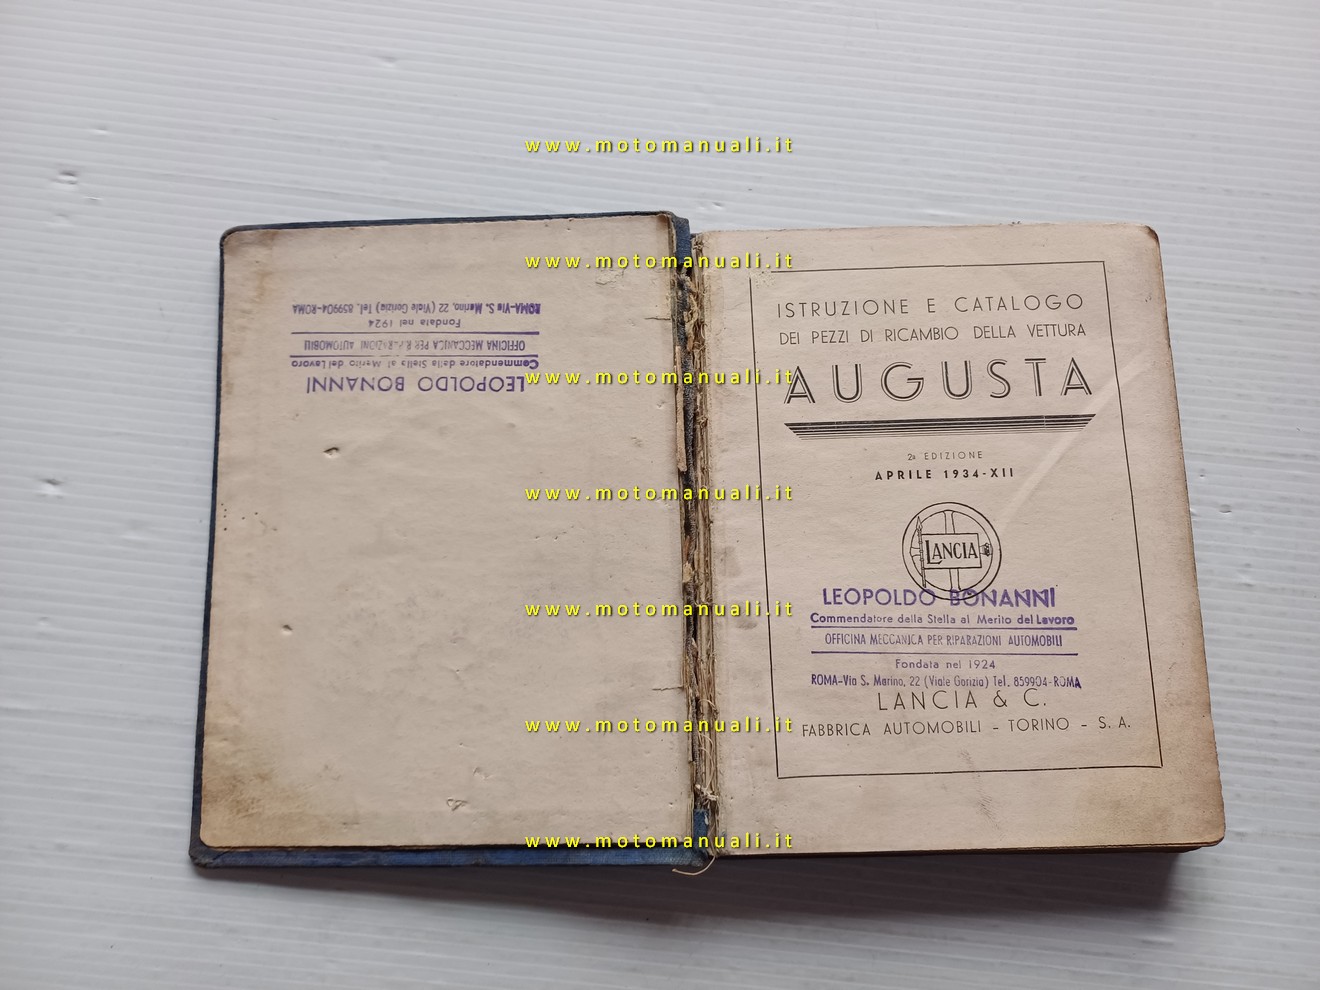 www.motomanuali.it
www.motomanuali.it
www.motomanuali.it
www.motomanuali.it
www.motomanuali.it
www.motomanuali.it
www.motomanuali.it
LEOPOLDO BONANNI
Commendatore della Stella al Merito del Lavoro
OFFICINA MECCANICA PER RIPARAZIONI AUTOMOBILI
Fondata nel 1924
ROMA-Via S. Marino, 22 (Viale Gorizia) Tel. 859904-ROMA
ISTRUZIONE E CATALOGO
DEI PEZZI DI RICAMBIO DELLA VETTURA
AUGUSTA
2a EDIZIONE
APRILE 1934-XII
LANCIA
LEOPOLDO BONANNI
Commendatore della Stella al Merito del Lavoro
OFFICINA MECCANICA PER RIPARAZIONI AUTOMOBILI
Fondata nel 1924
ROMA-Via S. Marino, 22 (Viale Gorizia) Tel. 859904-ROMA
LANCIA & C.
FABBRICA AUTOMOBILI - TORINO - S. A.